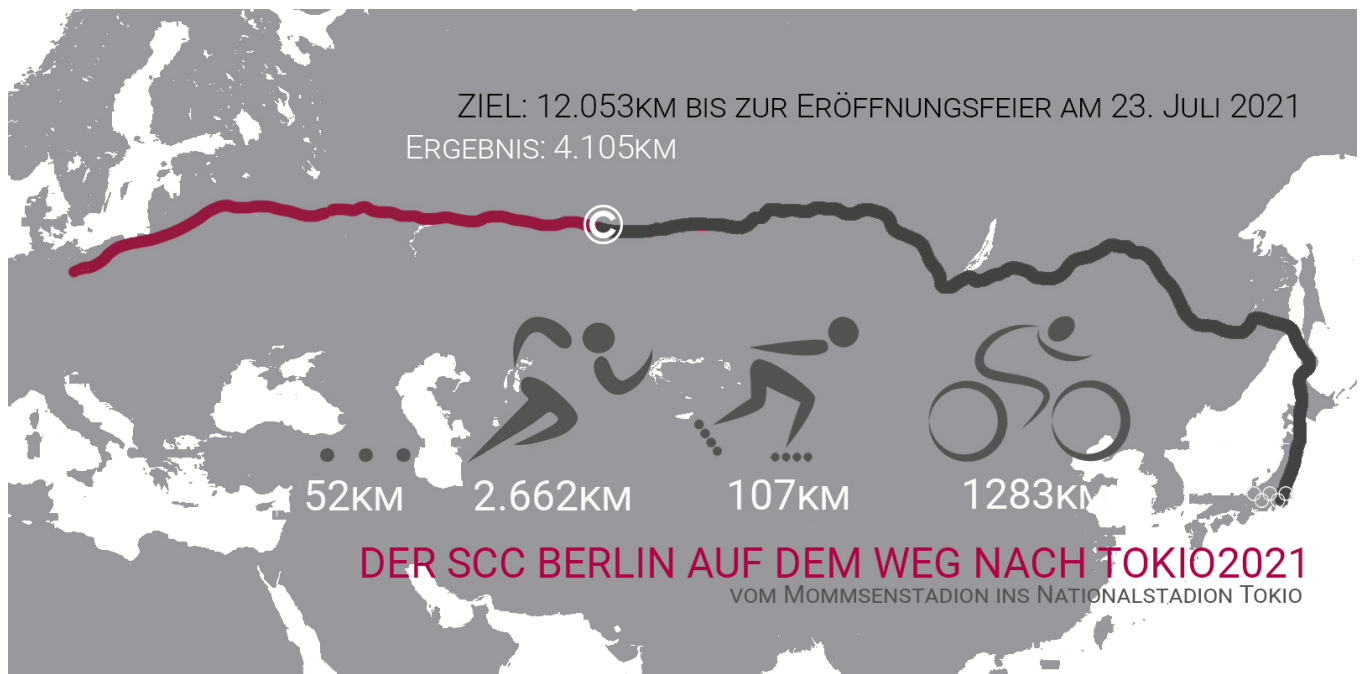 ZIEL: 12.053KM BIS ZUR ERÖFFNUNGSFEIER AM 23. JULI 2021
ERGEBNIS: 4.105KM
©
52KM 2.662KM 107KM 1283KM
DER SCC BERLIN AUF DEM WEG NACH TOKIO2021
VOM MOMMSENSTADION INS NATIONALSTADION TOKIO